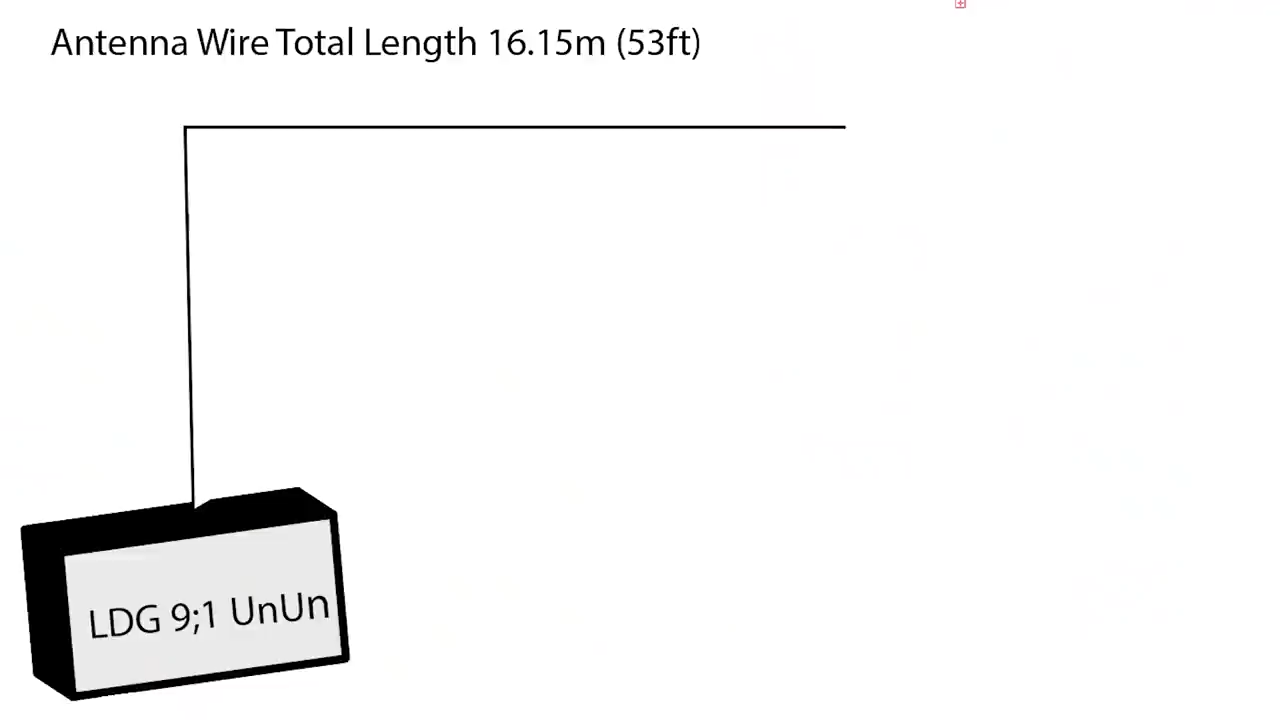 Antenna Wire Total Length 16.15m (53ft)
LDG 9;1 UnUn